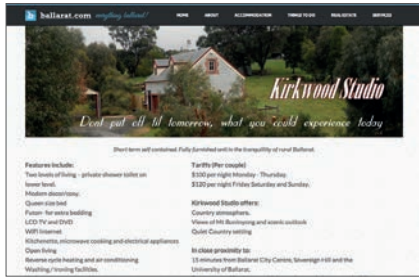 ballarat.com everything ballarat!
HOME ABOUT ACCOMMODATION THINGS TO DO REAL ESTATE SERVICES
Kirkwood Studio
Dont put off til tomorrow, what you could experience today
Short term self contained. Fully furnished unit in the tranquillity of rural Ballarat.
Features include:
Two levels of living - private shower toilet on
lower level.
Modern decor/cosy.
Queen size bed
Futon- for extra bedding
LCD TV and DVD
WiFi Internet
Kitchenette, microwave cooking and electrical appliances
Open living
Reverse cycle heating and air conditioning
Washing / Ironing facilities.
Tariffs (Per couple)
$100 per night Monday - Thursday.
$120 per night Friday Saturday and Sunday.
Kirkwood Studio offers:
Country atmosphere.
Views of Mt Buninyong and scenic outlook
Quiet Country setting
In close proximity to:
15 minutes from Ballarat City Centre, Sovereign Hill and the
University of Ballarat.